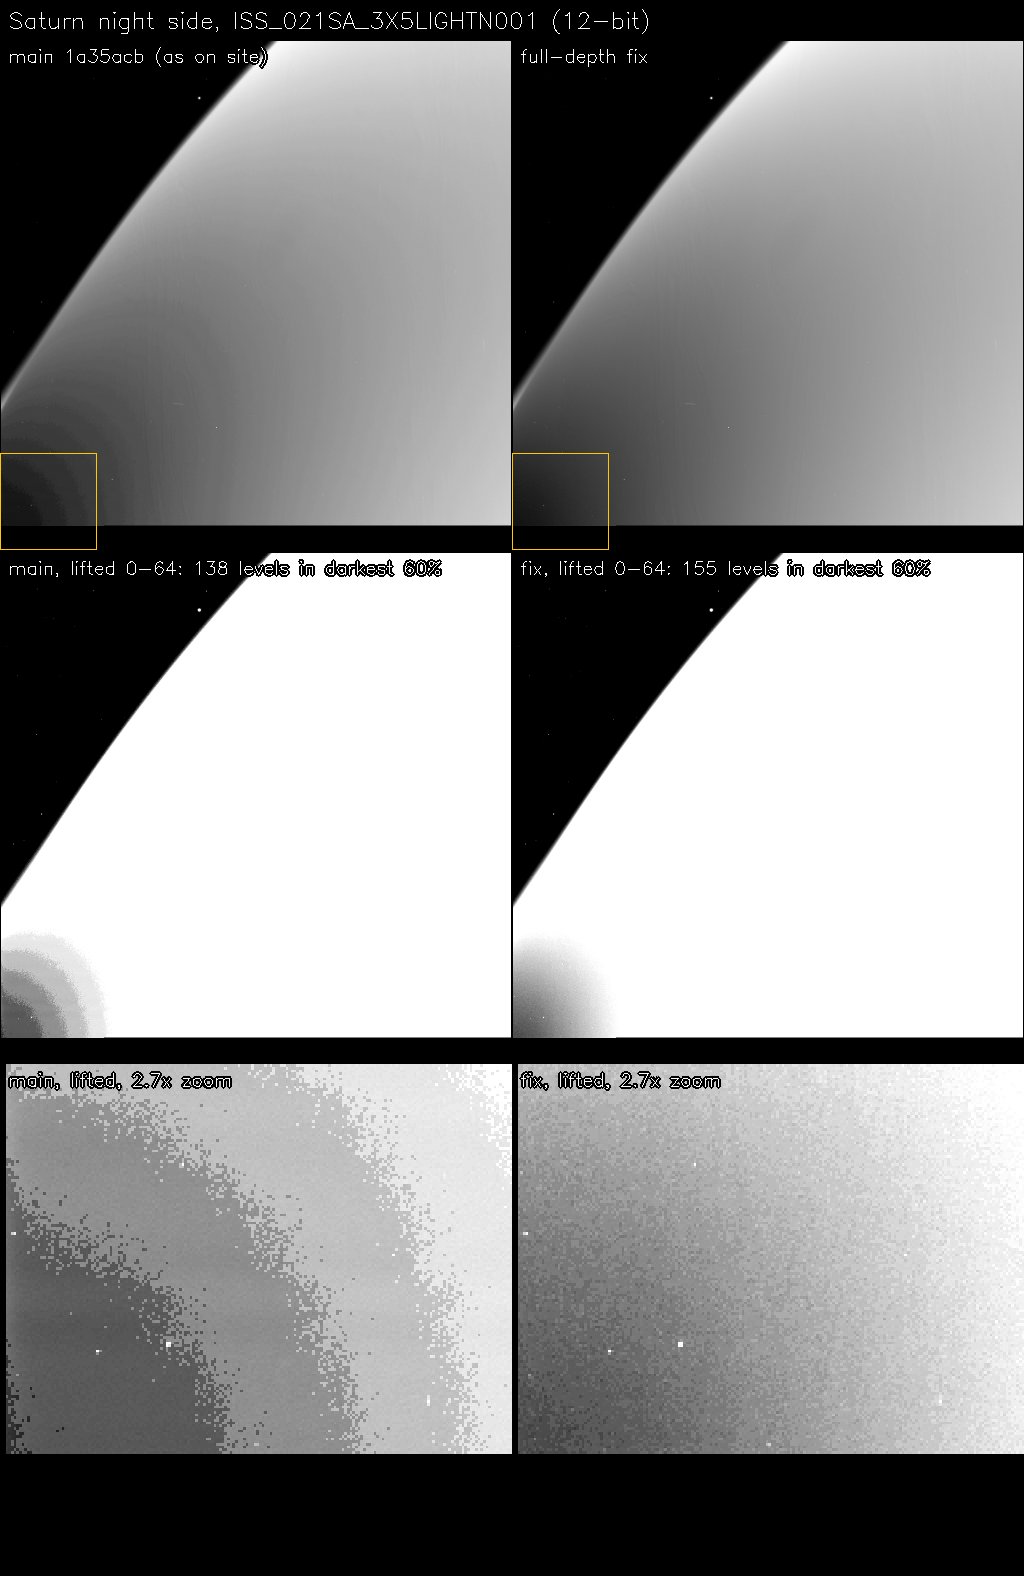 Saturn night side, ISS_021SA_3X5LIGHTN001 (12-bit)
main 1a35acb (as on site)
full-depth fix
main, lifted 0-64: 138 levels in darkest 60%
fix, lifted 0-64: 155 levels in darkest 60%
main, lifted, 2.7x zoom
fix, lifted, 2.7x zoom